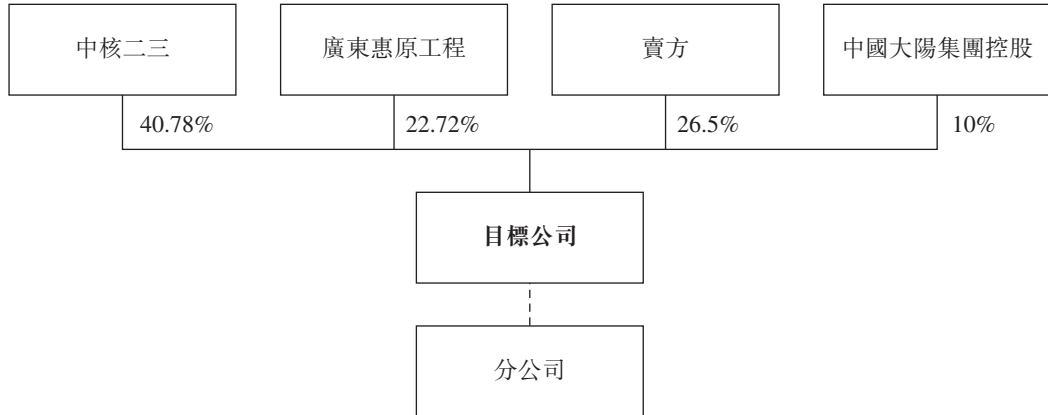 中核二三
廣東惠原工程
賣方
中國大陽集團控股
40.78%
22.72%
26.5%
10%
目標公司
分公司